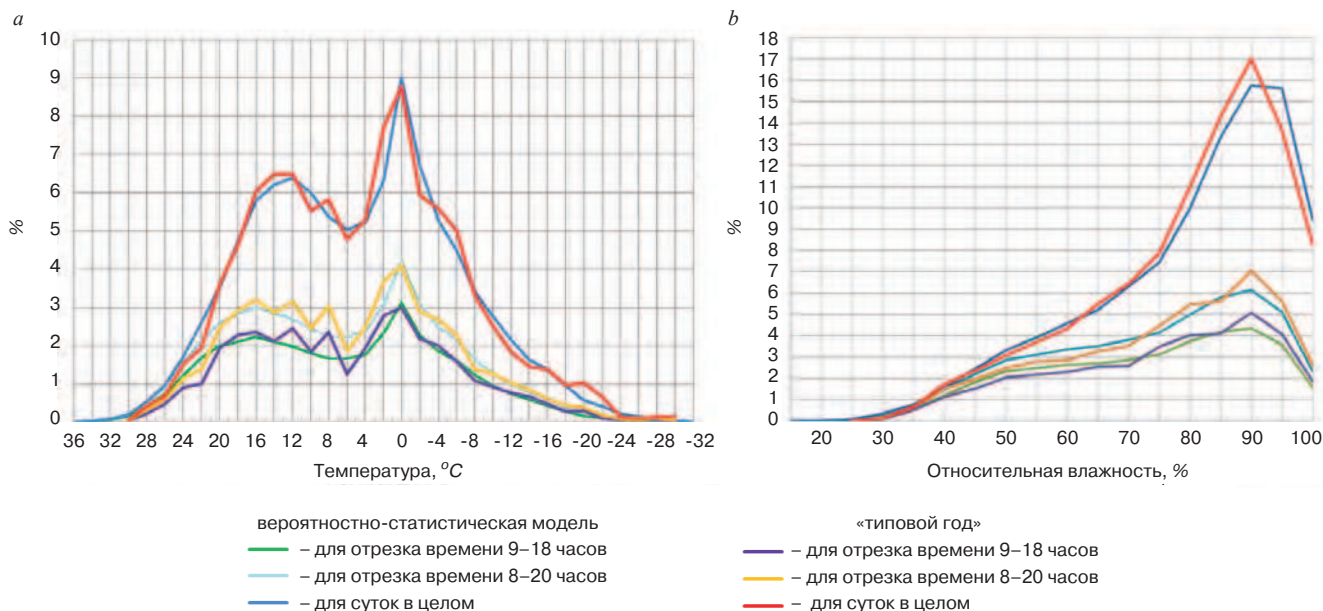 a
10
9
8
7
6
5
4
3
2
1
0
%
36 32 28 24 20 16 12 8 4 0 -4 -8 -12 -16 -20 -24 -28 -32
Температура, °C
b
18
17
16
15
14
13
12
11
10
9
8
7
6
5
4
3
2
1
0
%
20 30 40 50 60 70 80 90 100
Относительная влажность, %
вероятностно-статистическая модель
– для отрезка времени 9–18 часов
– для отрезка времени 8–20 часов
– для суток в целом
«типовой год»
– для отрезка времени 9–18 часов
– для отрезка времени 8–20 часов
– для суток в целом